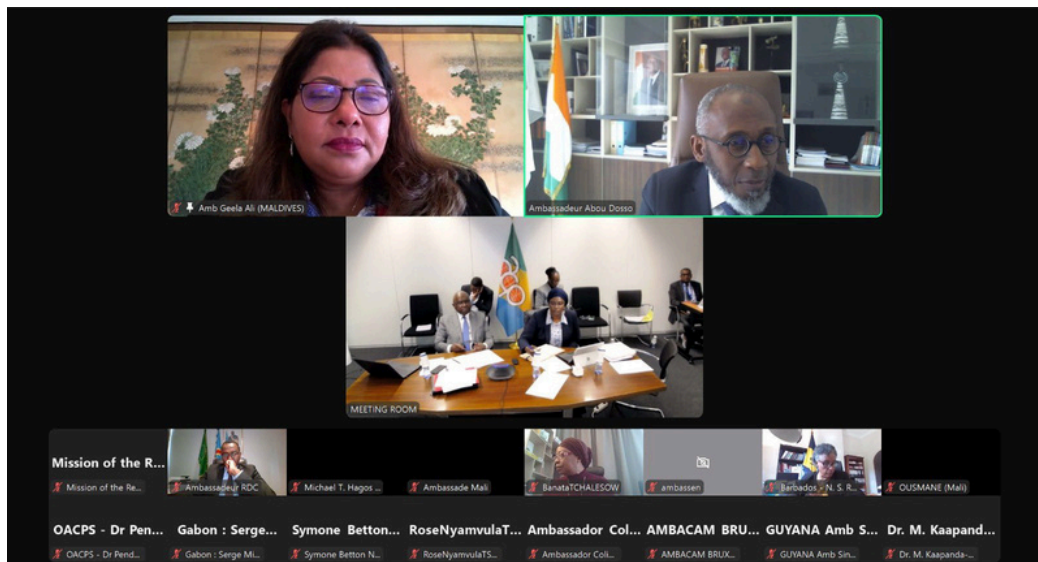 Amb Geela Ali (MALDIVES)
Ambassadeur Abou Dosso
MEETING ROOM
Mission of the R...
Mission of the Re...
Ambassadeur RDC
Michael T. Hagos ...
Ambassade Mali
BanataTCHALESOW
ambassen
Barbados - N. S. R...
OUSMANE (Mali)
OACPS - Dr Pen...
Gabon : Serge...
Symone Betton...
RoseNyamvulaT...
Ambassador Col...
AMBACAM BRU...
GUYANA Amb S...
Dr. M. Kaapand...
OACPS - Dr Pend...
Gabon : Serge Mi...
Symone Betton N...
RoseNyamvulaTS...
Ambassador Coli...
AMBACAM BRUX...
GUYANA Amb Sin...
Dr. M. Kaapanda-...